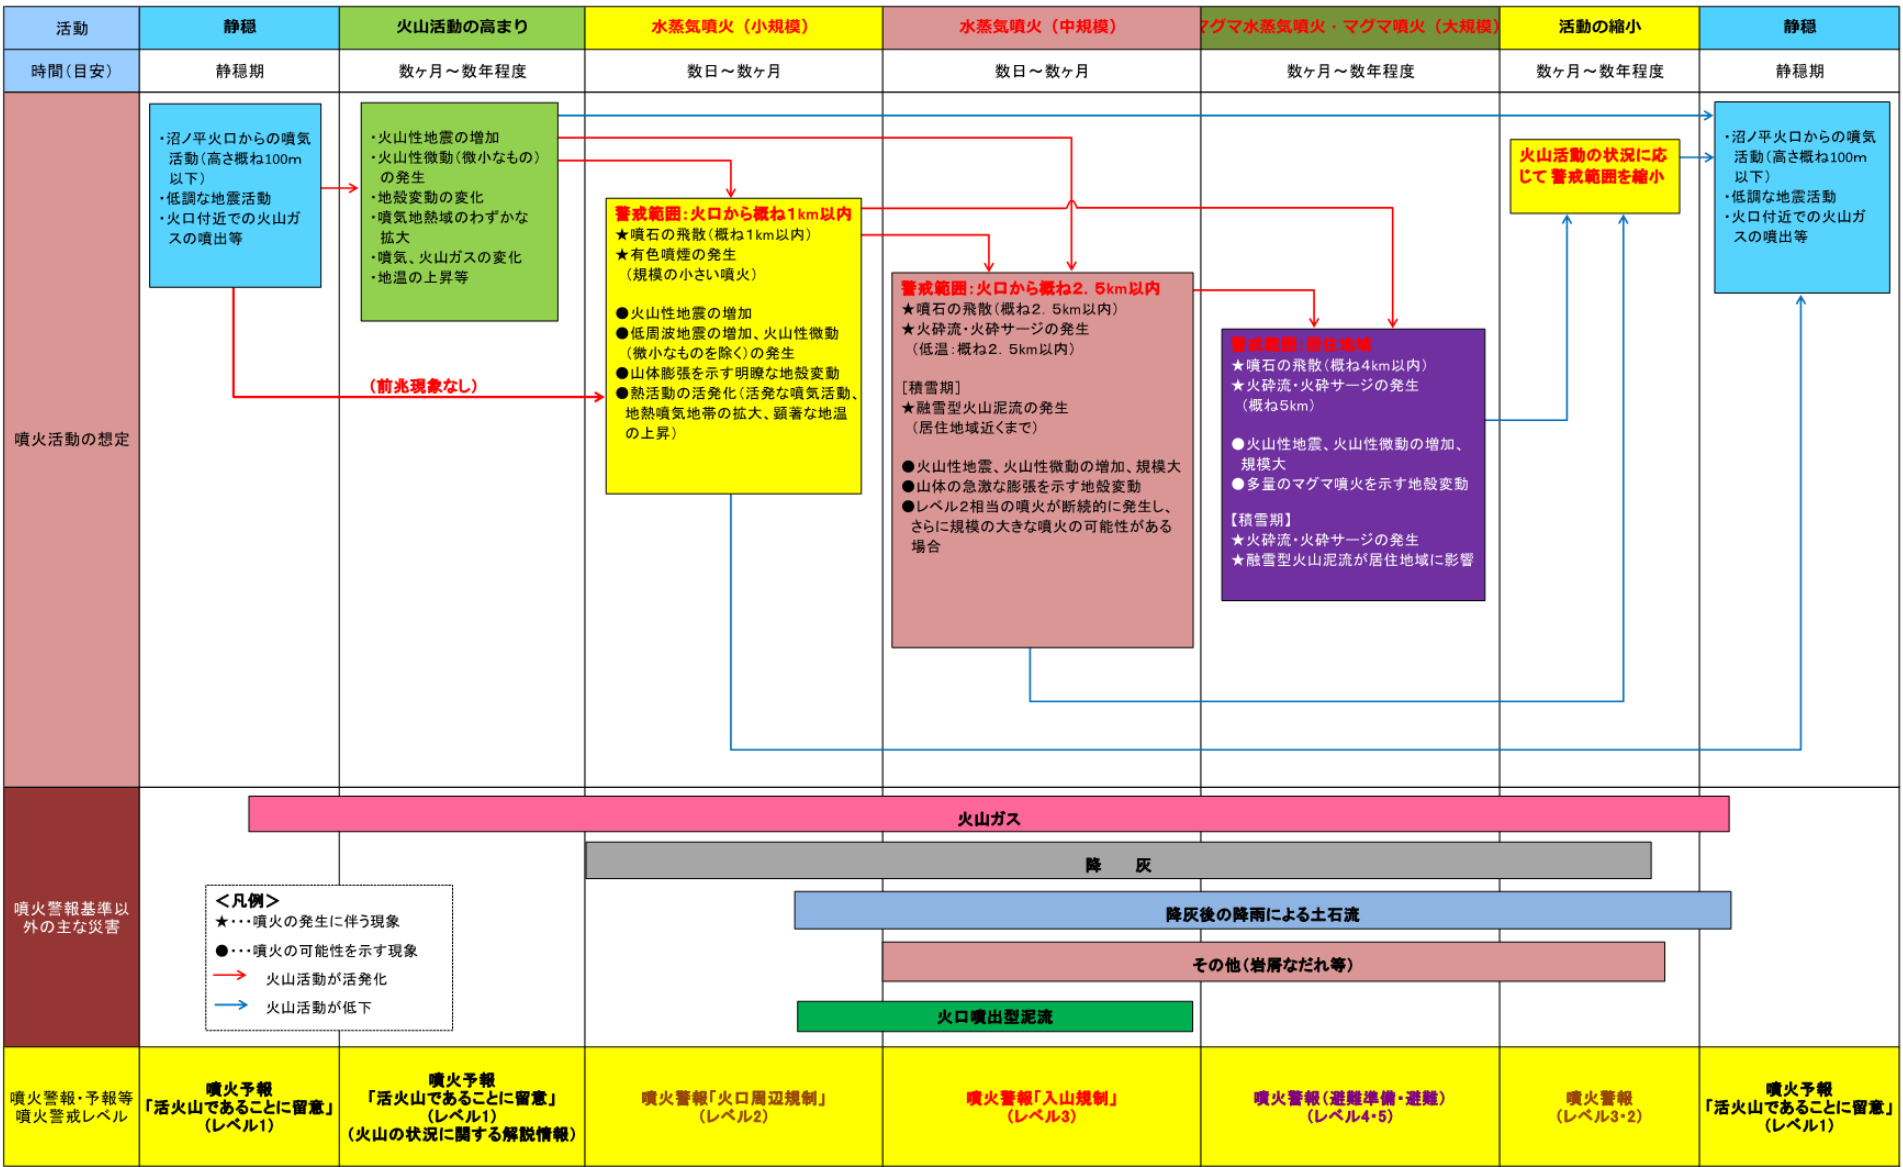 活動
静穏
火山活動の高まり
水蒸気噴火（小規模）
水蒸気噴火（中規模）
マグマ水蒸気噴火・マグマ噴火（大規模）
活動の縮小
静穏
時間（目安）
静穏期
数ヶ月～数年程度
数日～数ヶ月
数日～数ヶ月
数ヶ月～数年程度
数ヶ月～数年程度
静穏期
噴火活動の想定
・沼ノ平火口からの噴気
活動（高さ概ね100m
以下）
・低調な地震活動
・火口付近での火山ガ
スの噴出等
・火山性地震の増加
・火山性微動（微小なもの）
の発生
・地殻変動の変化
・噴気地熱域のわずかな
拡大
・噴気、火山ガスの変化
・地温の上昇等
（前兆現象なし）
警戒範囲：火口から概ね1km以内
★噴石の飛散（概ね1km以内）
★有色噴煙の発生
（規模の小さい噴火）
●火山性地震の増加
●低周波地震の増加、火山性微動
（微小なものを除く）の発生
●山体膨張を示す明瞭な地殻変動
●熱活動の活発化（活発な噴気活動、
地熱噴気地帯の拡大、顕著な地温
の上昇）
警戒範囲：火口から概ね２．５km以内
★噴石の飛散（概ね２．５km以内）
★火砕流・火砕サージの発生
（低温：概ね２．５km以内）
［積雪期］
★融雪型火山泥流の発生
（居住地域近くまで）
●火山性地震、火山性微動の増加、規模大
●山体の急激な膨張を示す地殻変動
●レベル２相当の噴火が断続的に発生し、
さらに規模の大きな噴火の可能性がある
場合
警戒範囲：居住地域
★噴石の飛散（概ね4km以内）
★火砕流・火砕サージの発生
（概ね5km）
●火山性地震、火山性微動の増加、
規模大
●多量のマグマ噴火を示す地殻変動
【積雪期】
★火砕流・火砕サージの発生
★融雪型火山泥流が居住地域に影響
火山活動の状況に応
じて 警戒範囲を縮小
・沼ノ平火口からの噴気
活動（高さ概ね100m
以下）
・低調な地震活動
・火口付近での火山ガ
スの噴出等
噴火警報基準以
外の主な災害
火山ガス
降　灰
降灰後の降雨による土石流
その他（岩屑なだれ等）
火口噴出型泥流
＜凡例＞
★・・・噴火の発生に伴う現象
●・・・噴火の可能性を示す現象
火山活動が活発化
火山活動が低下
噴火警報・予報等
噴火警戒レベル
噴火予報
「活火山であることに留意」
（レベル1）
噴火予報
「活火山であることに留意」
（レベル1）
（火山の状況に関する解説情報）
噴火警報「火口周辺規制」
（レベル2）
噴火警報「入山規制」
（レベル3）
噴火警報（避難準備・避難）
（レベル4・5）
噴火警報
（レベル3・2）
噴火予報
「活火山であることに留意」
（レベル1）